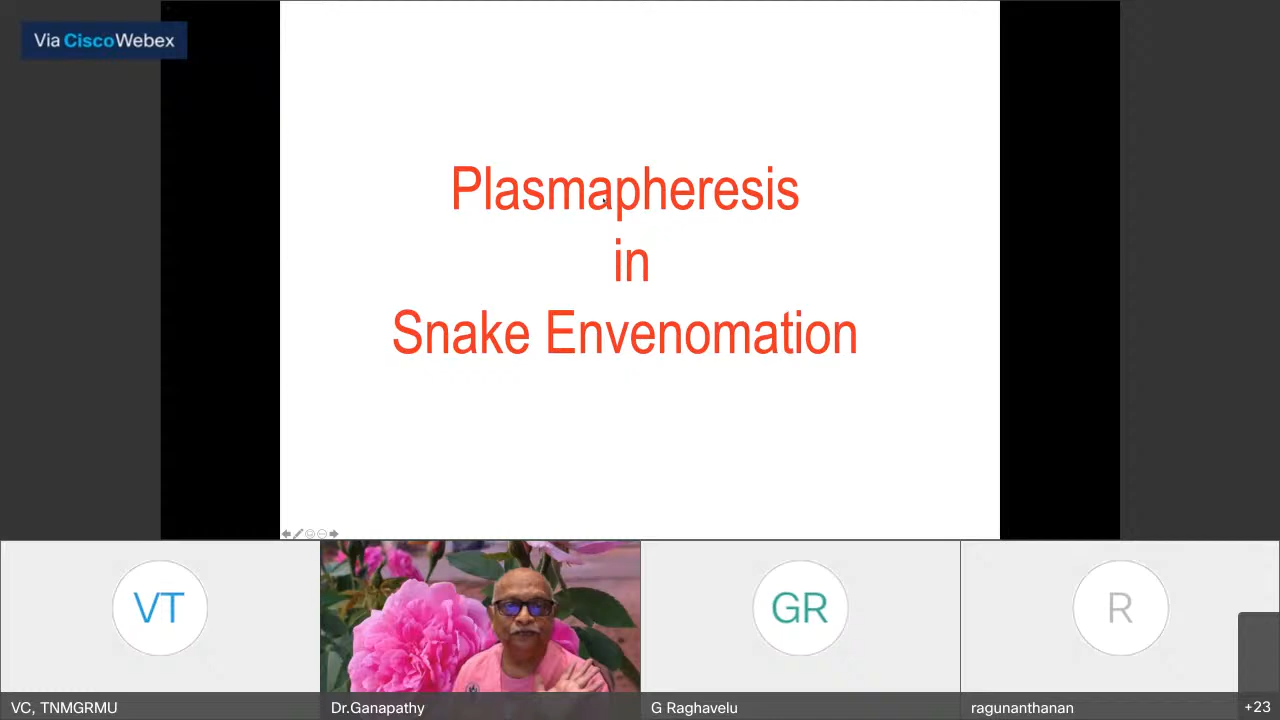 Via CiscoWebex
Plasmapheresis
in
Snake Envenomation
VT
GR
R
VC, TNMGRMU
Dr.Ganapathy
G Raghavelu
ragunanthanan
+23